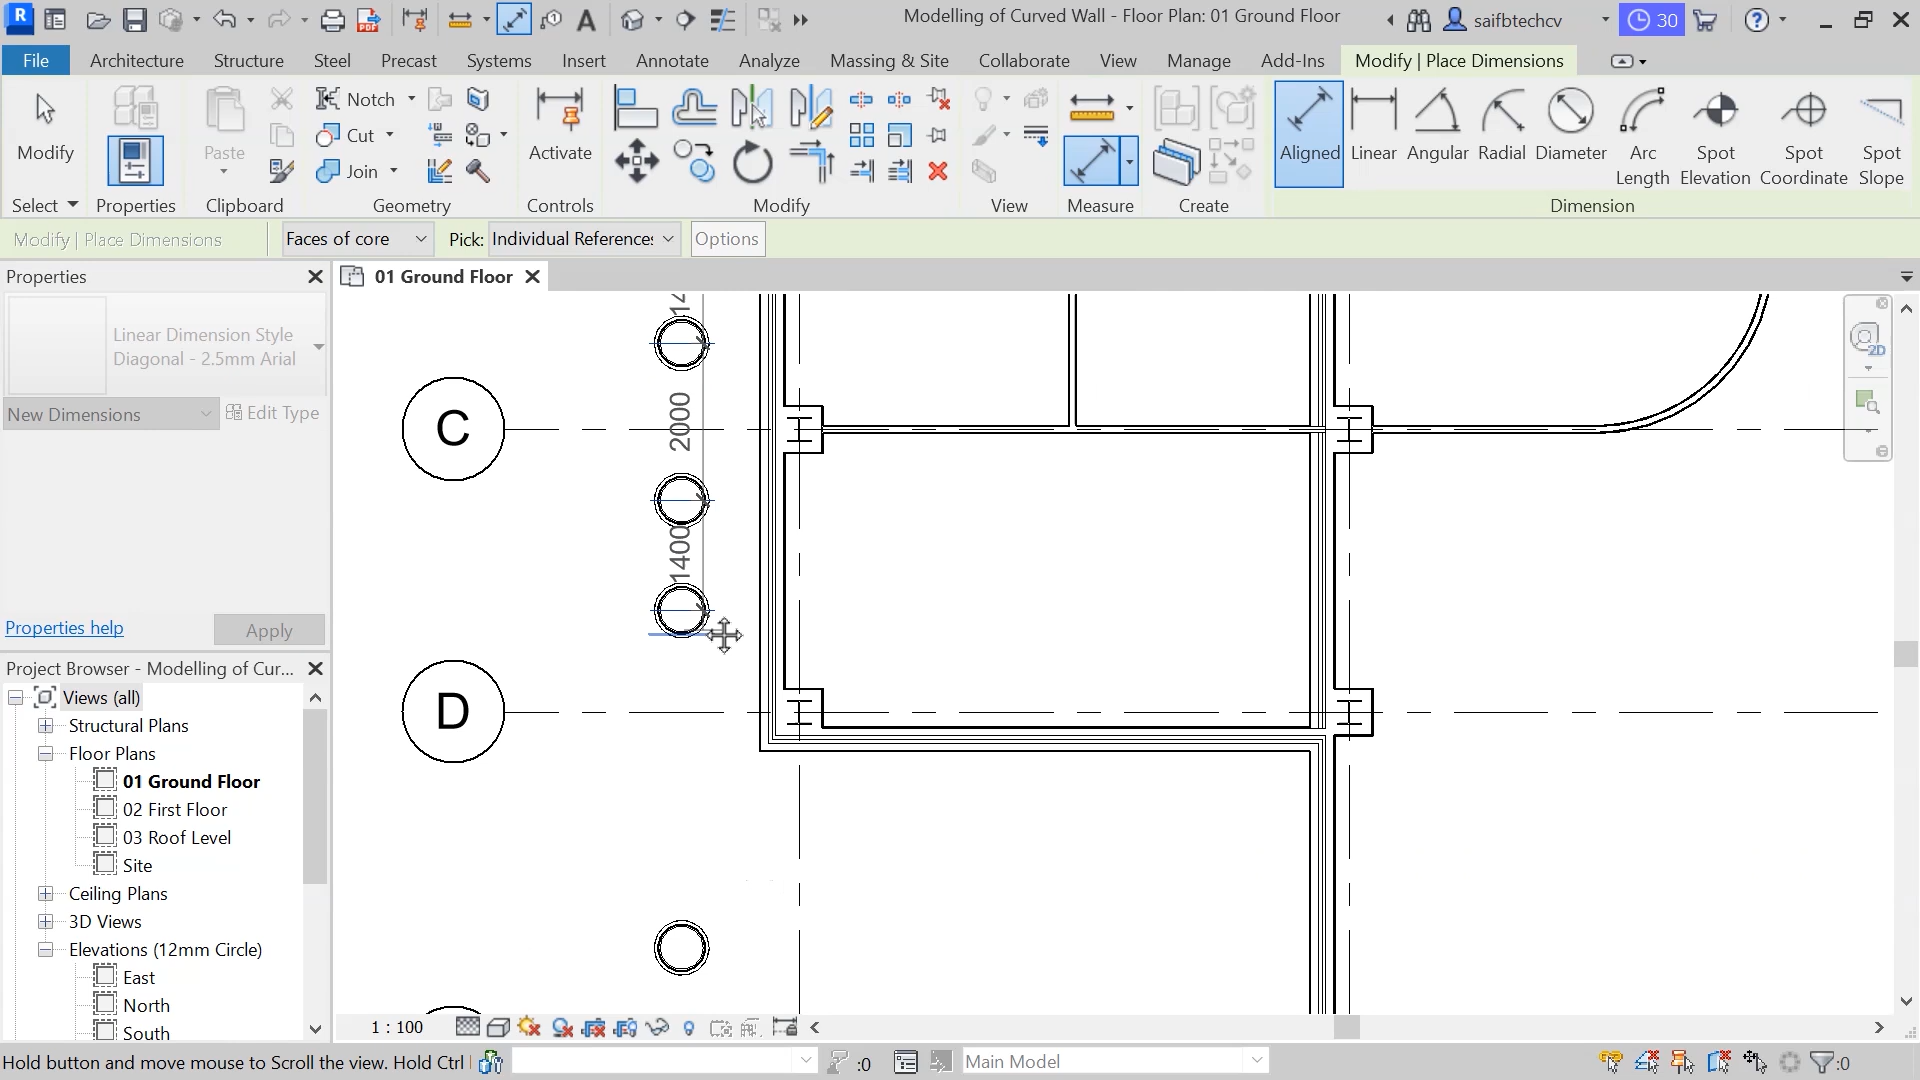 Modelling of Curved Wall - Floor Plan: 01 Ground Floor
saifbtechcv
30
File Architecture Structure Steel Precast Systems Insert Annotate Analyze Massing & Site Collaborate View Manage Add-Ins Modify | Place Dimensions
Modify
Paste
Notch
Cut
Join
Activate
Aligned Linear Angular Radial Diameter Arc Length Spot Elevation Spot Coordinate Spot Slope
Select Properties Clipboard Geometry Controls Modify View Measure Create Dimension
Modify | Place Dimensions Faces of core Pick: Individual References Options
Properties
01 Ground Floor
Linear Dimension Style
Diagonal - 2.5mm Arial
New Dimensions Edit Type
Properties help Apply
Project Browser - Modelling of Cur...
Views (all)
Structural Plans
Floor Plans
01 Ground Floor
02 First Floor
03 Roof Level
Site
Ceiling Plans
3D Views
Elevations (12mm Circle)
East
North
South
14
C
2000
1400
D
2D
1 : 100
Hold button and move mouse to Scroll the view. Hold Ctrl
:0
Main Model
:0